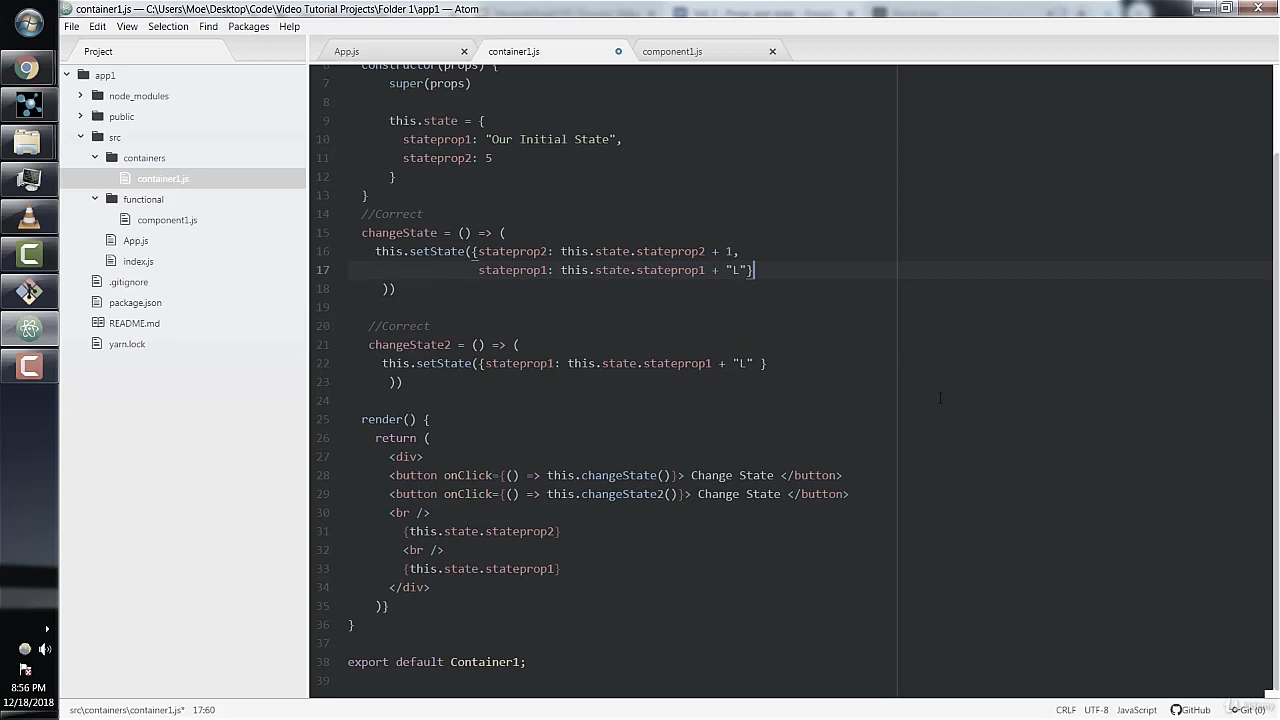 container1.js — C:\Users\Moe\Desktop\Code\Video Tutorial Projects\Folder 1\app1 — Atom
File Edit View Selection Find Packages Help
Project
App.js
container1.js
component1.js
app1
node_modules
public
src
containers
container1.js
functional
component1.js
App.js
index.js
.gitignore
package.json
README.md
yarn.lock
6 constructor(props) {
7 super(props)
8
9 this.state = {
10 stateprop1: "Our Initial State",
11 stateprop2: 5
12 }
13 }
14 //Correct
15 changeState = () => (
16 this.setState({stateprop2: this.state.stateprop2 + 1,
17 stateprop1: this.state.stateprop1 + "L"}
18 ))
19
20 //Correct
21 changeState2 = () => (
22 this.setState({stateprop1: this.state.stateprop1 + "L" }
23 ))
24
25 render() {
26 return (
27 <div>
28 <button onClick={() => this.changeState()}> Change State </button>
29 <button onClick={() => this.changeState2()}> Change State </button>
30 <br />
31 {this.state.stateprop2}
32 <br />
33 {this.state.stateprop1}
34 </div>
35 )}
36 }
37
38 export default Container1;
39
8:56 PM
12/18/2018
src\containers\container1.js* 17:60
CRLF UTF-8 JavaScript GitHub Git (0)